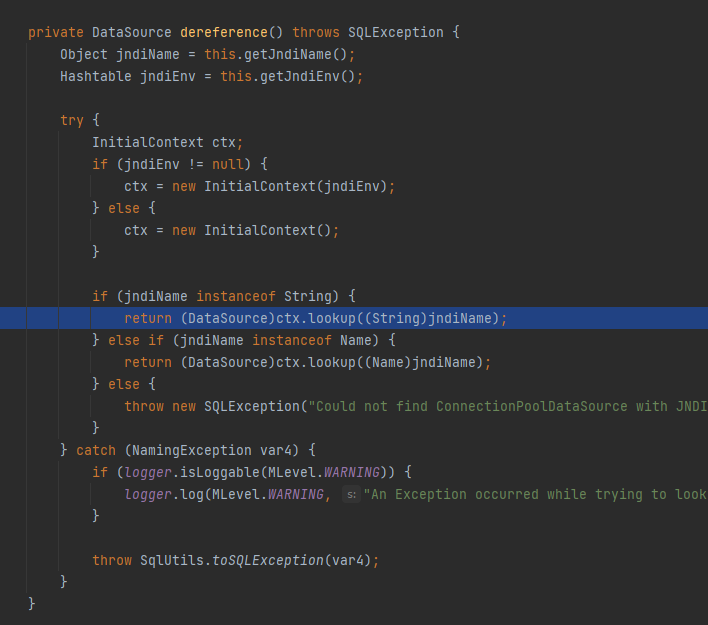 private DataSource dereference() throws SQLException {
Object jndiName = this.getJndiName();
Hashtable jndiEnv = this.getJndiEnv();
try {
InitialContext ctx;
if (jndiEnv != null) {
ctx = new InitialContext(jndiEnv);
} else {
ctx = new InitialContext();
}
if (jndiName instanceof String) {
return (DataSource)ctx.lookup((String)jndiName);
} else if (jndiName instanceof Name) {
return (DataSource)ctx.lookup((Name)jndiName);
} else {
throw new SQLException("Could not find ConnectionPoolDataSource with JNDI
}
} catch (NamingException var4) {
if (logger.isLoggable(MLevel.WARNING)) {
logger.log(MLevel.WARNING, s: "An Exception occurred while trying to look
}
throw SqlUtils.toSQLException(var4);
}
}